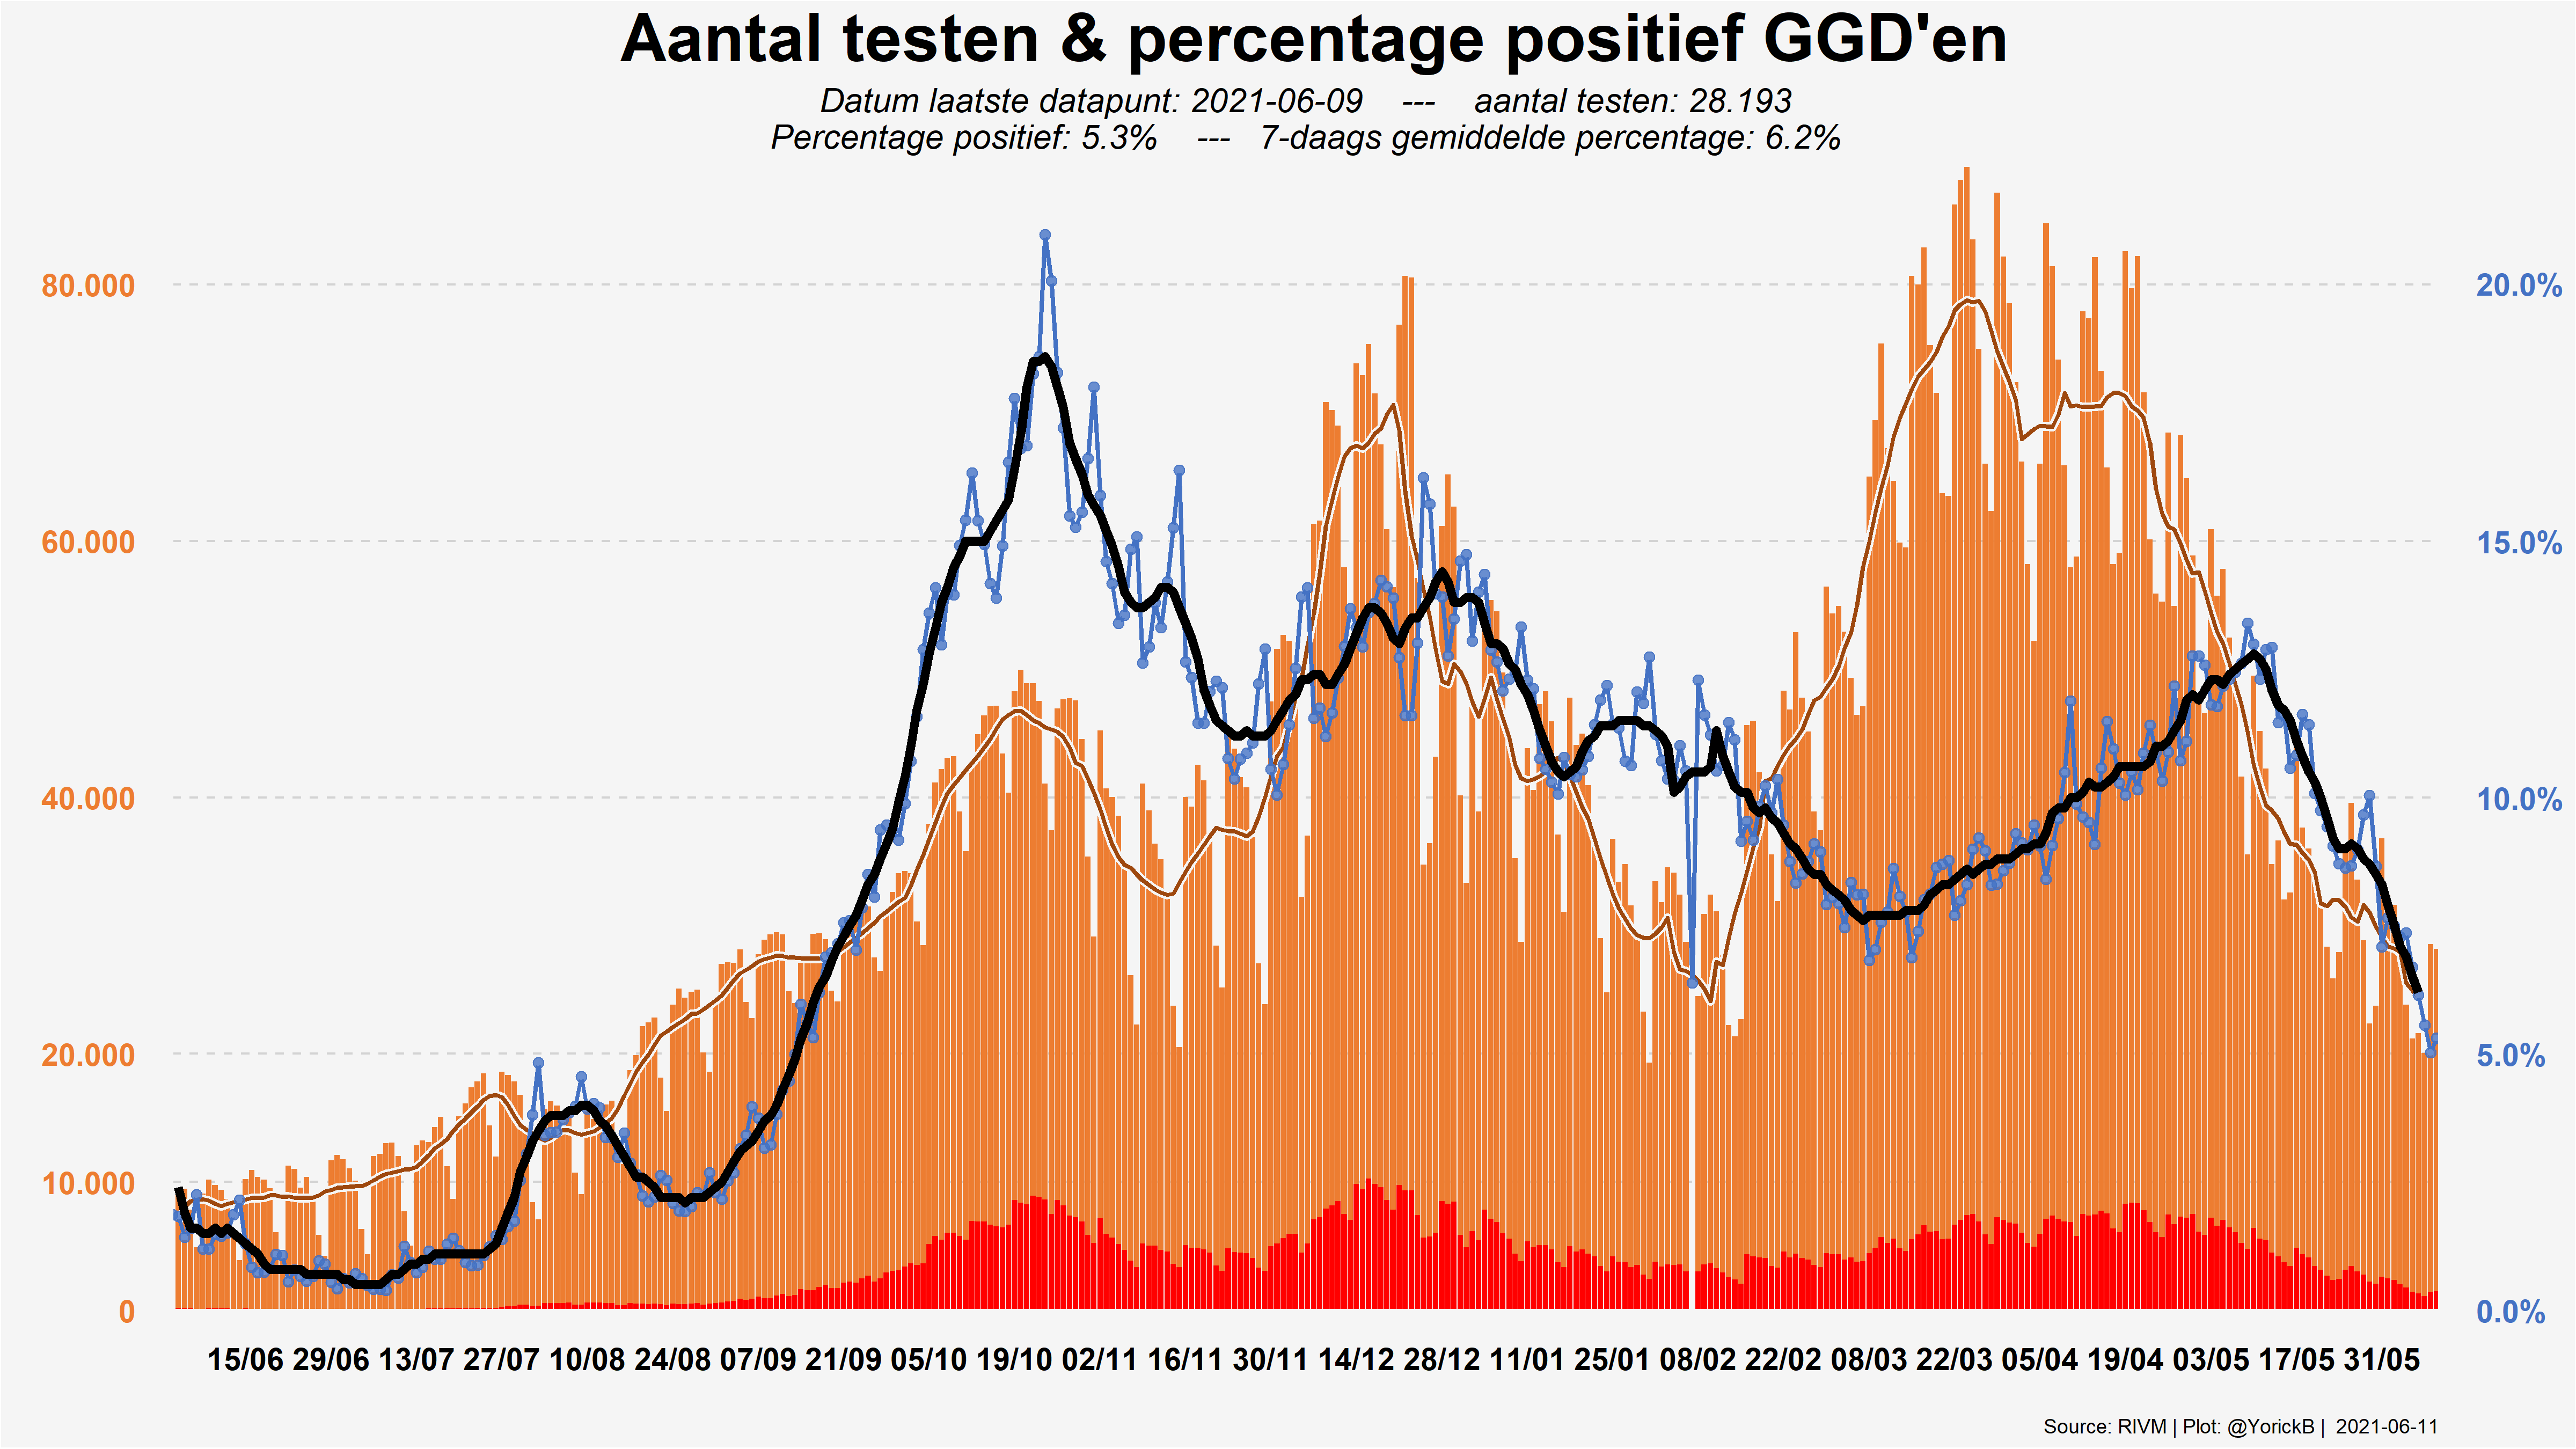 Aantal testen & percentage positief GGD'en
Datum laatste datapunt: 2021-06-09 --- aantal testen: 28.193
Percentage positief: 5.3% --- 7-daags gemiddelde percentage: 6.2%
80.000
60.000
40.000
20.000
10.000
0
20.0%
15.0%
10.0%
5.0%
0.0%
15/06 29/06 13/07 27/07 10/08 24/08 07/09 21/09 05/10 19/10 02/11 16/11 30/11 14/12 28/12 11/01 25/01 08/02 22/02 08/03 22/03 05/04 19/04 03/05 17/05 31/05
Source: RIVM | Plot: @YorickB | 2021-06-11